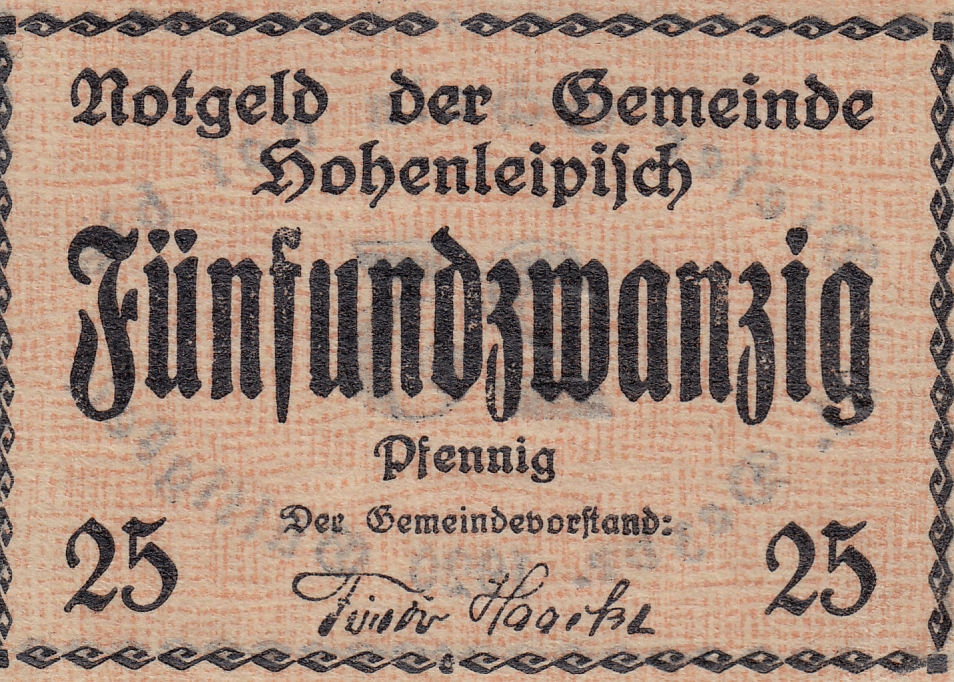 Notgeld der Gemeinde
Hohenleipisch
Fünfundzwanzig
Pfennig
Der Gemeindevorstand:
25 25